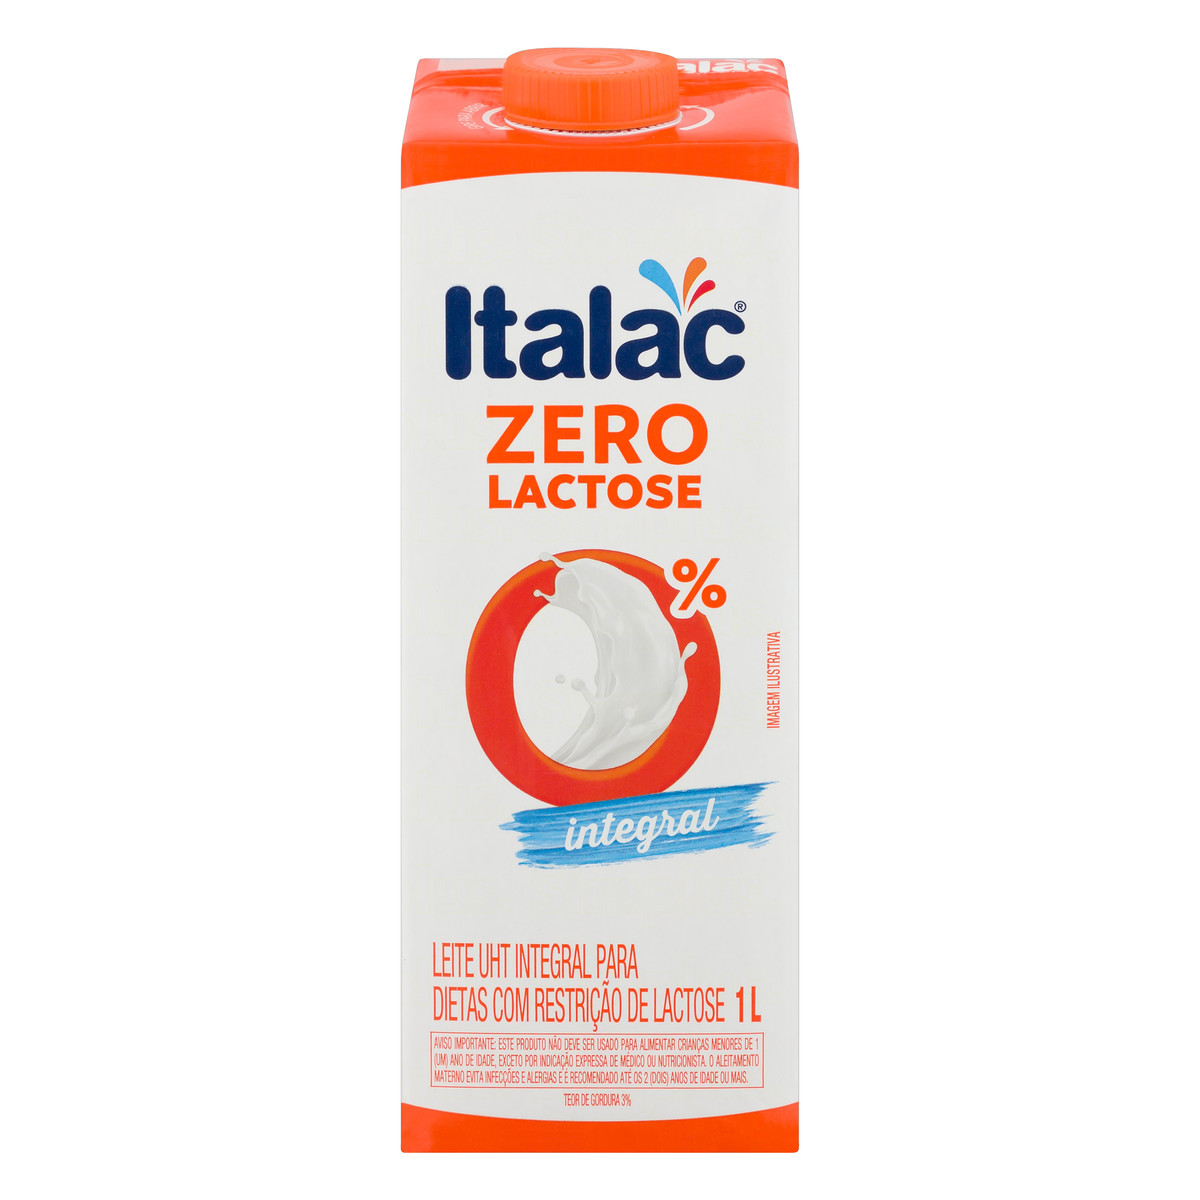 Italac®
ZERO
LACTOSE
0%
integral
IMAGEM ILUSTRATIVA
LEITE UHT INTEGRAL PARA
DIETAS COM RESTRIÇÃO DE LACTOSE 1 L
AVISO IMPORTANTE: ESTE PRODUTO NÃO DEVE SER USADO PARA ALIMENTAR CRIANÇAS MENORES DE 1
(UM) ANO DE IDADE, EXCETO POR INDICAÇÃO EXPRESSA DE MÉDICO OU NUTRICIONISTA. O ALEITAMENTO
MATERNO EVITA INFECÇÕES E ALERGIAS E É RECOMENDADO ATÉ OS 2 (DOIS) ANOS DE IDADE OU MAIS.
TEOR DE GORDURA 3%